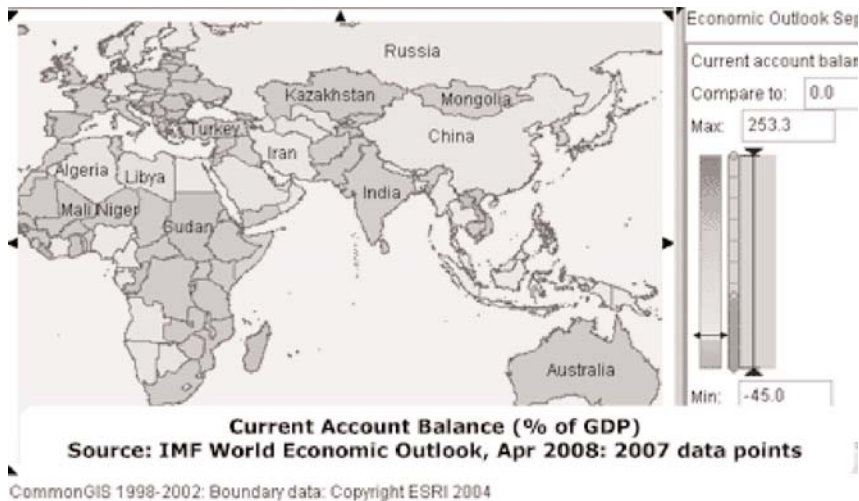 Economic Outlook Sep
Current account balan
Compare to: 0.0
Max: 253.3
Russia
Kazakhstan
Mongolia
Turkey
China
Iran
Algeria
Libya
India
Mali
Niger
Sudan
Australia
Min: -45.0
Current Account Balance (% of GDP)
Source: IMF World Economic Outlook, Apr 2008: 2007 data points
CommonGIS 1998-2002: Boundary data: Copyright ESRI 2004